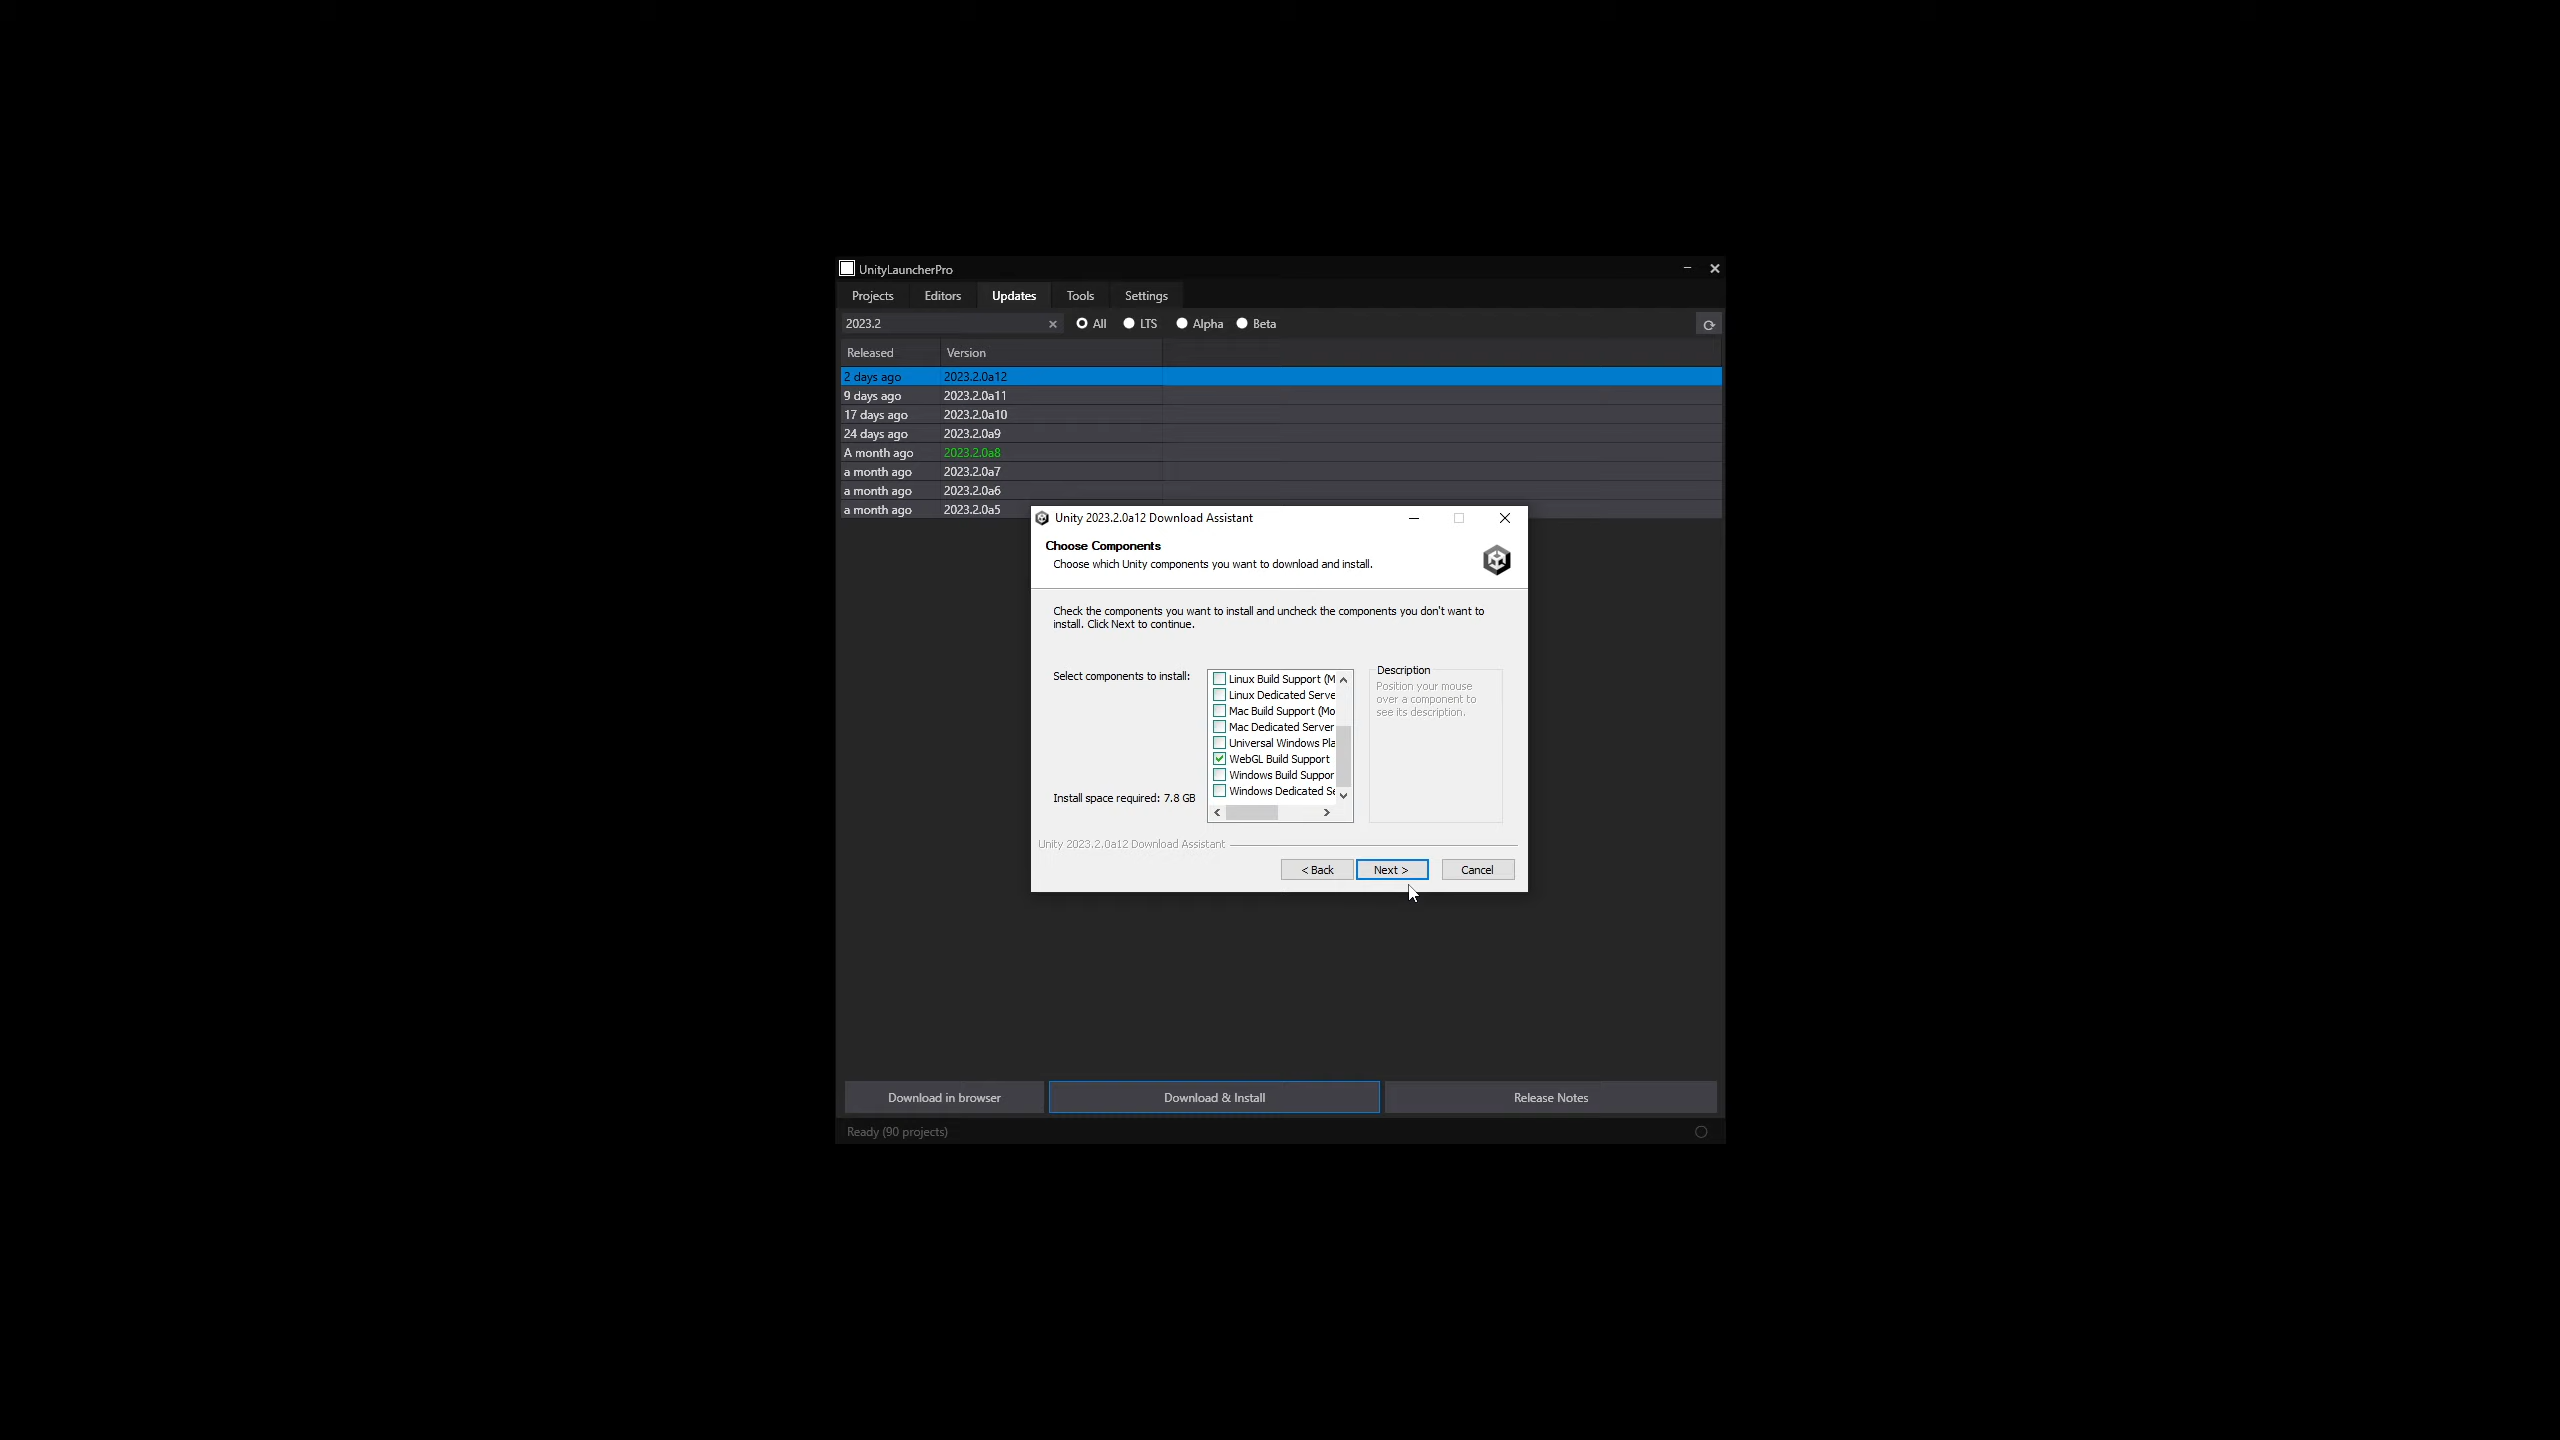 UnityLauncherPro
Projects Editors Updates Tools Settings
2023.2 All LTS Alpha Beta
Released Version
2 days ago 2023.2.0a12
9 days ago 2023.2.0a11
17 days ago 2023.2.0a10
24 days ago 2023.2.0a9
A month ago 2023.2.0a8
a month ago 2023.2.0a7
a month ago 2023.2.0a6
a month ago 2023.2.0a5
Unity 2023.2.0a12 Download Assistant
Choose Components
Choose which Unity components you want to download and install.
Check the components you want to install and uncheck the components you don't want to
install. Click Next to continue.
Select components to install:
Linux Build Support (M
Linux Dedicated Serve
Mac Build Support (Mo
Mac Dedicated Server
Universal Windows Pla
WebGL Build Support
Windows Build Suppor
Windows Dedicated Se
Description
Position your mouse
over a component to
see its description.
Install space required: 7.8 GB
Unity 2023.2.0a12 Download Assistant
< Back Next > Cancel
Download in browser Download & Install Release Notes
Ready (90 projects)